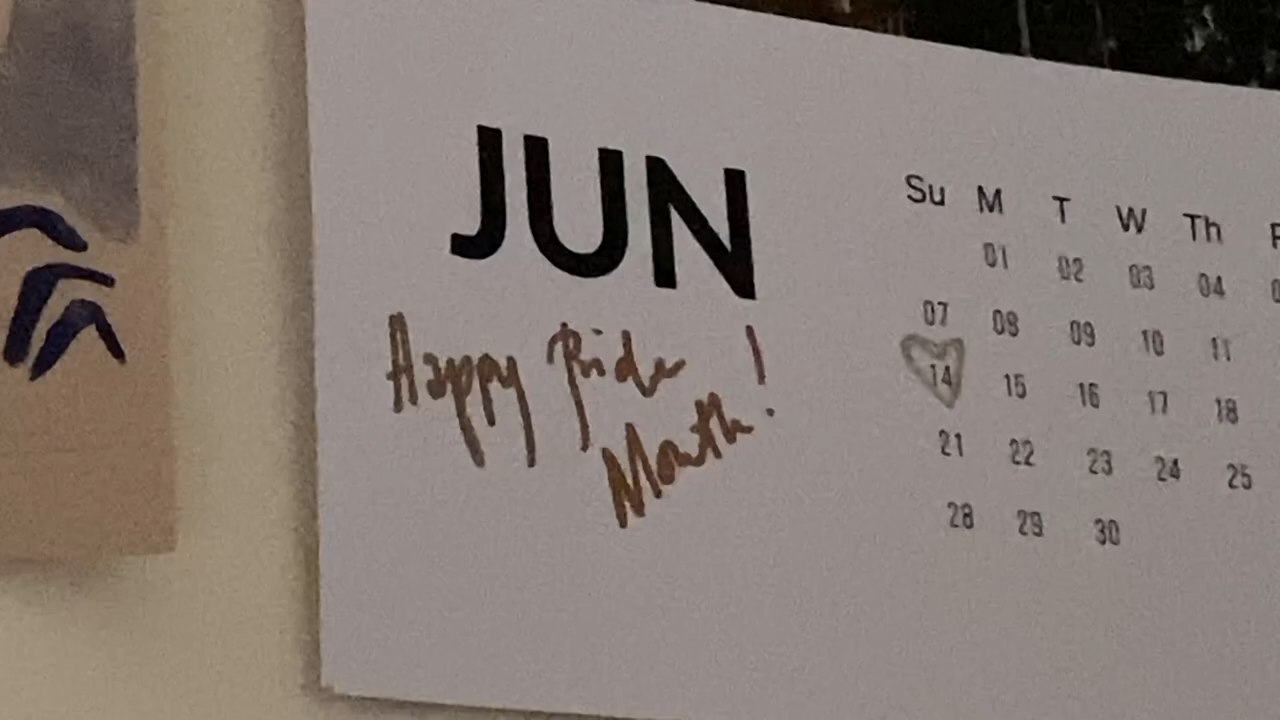 JUN
Happy Pride
Month!
Su M T W Th
01 02 03 04
07 08 09 10 11
14 15 16 17 18
21 22 23 24 25
28 29 30